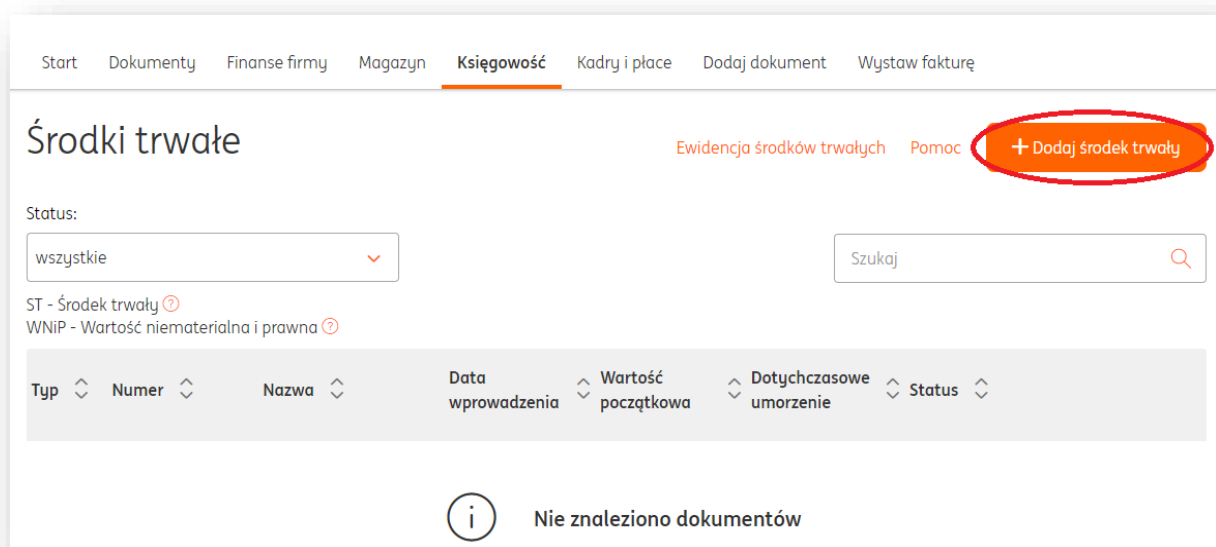 Start Dokumenty Finanse firmy Magazyn Księgowość Kadry i płace Dodaj dokument Wystaw fakturę
Środki trwałe
Ewidencja środków trwałych Pomoc + Dodaj środek trwały
Status:
wszystkie
Szukaj
ST - Środek trwały ?
WNiP - Wartość niematerialna i prawna ?
Typ Numer Nazwa Data wprowadzenia Wartość początkowa Dotychczasowe umorzenie Status
i Nie znaleziono dokumentów